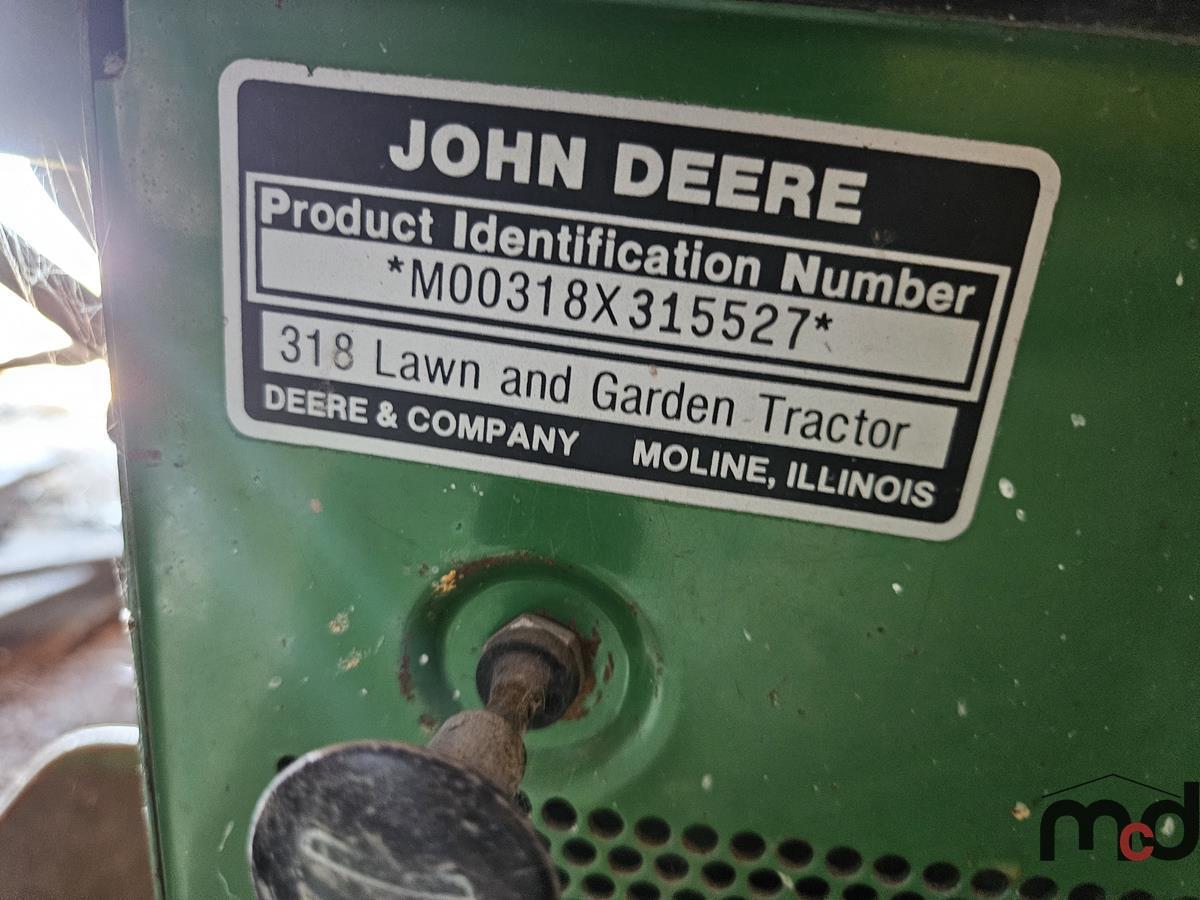 JOHN DEERE
Product Identification Number
*M00318X315527*
318 Lawn and Garden Tractor
DEERE & COMPANY MOLINE, ILLINOIS
mcd